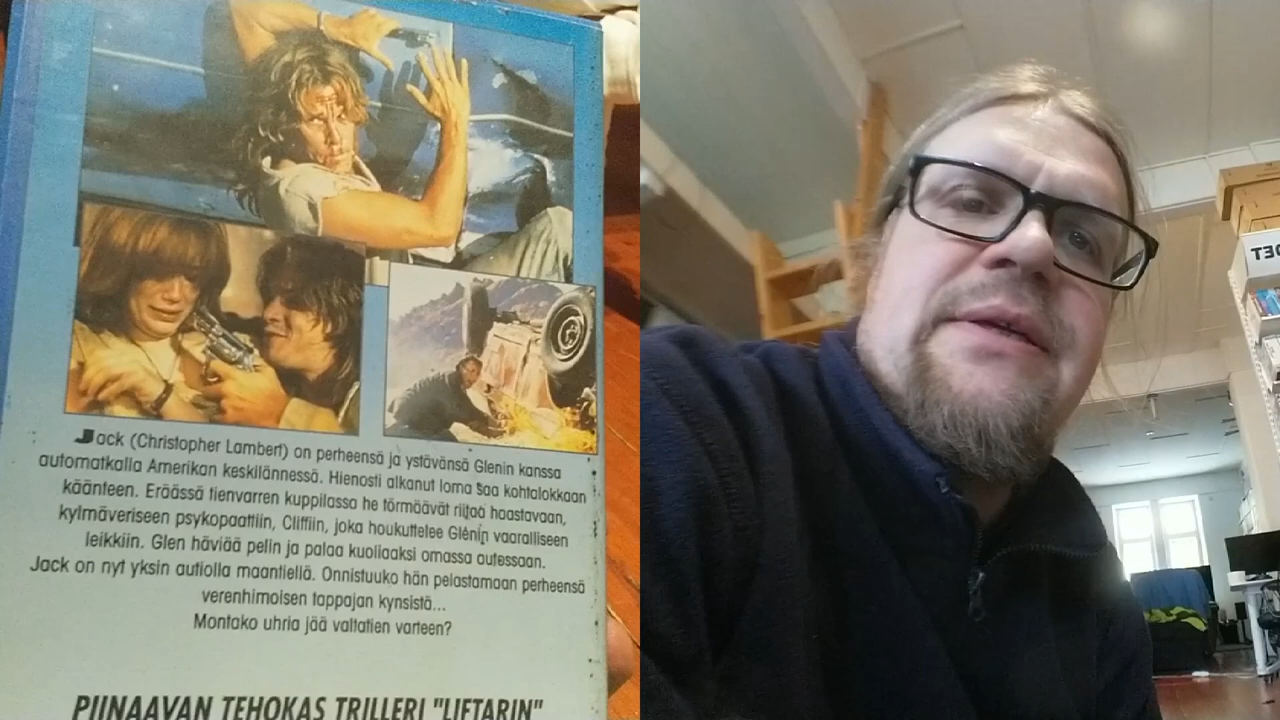 Jack (Christopher Lambert) on perheensä ja ystävänsä Glenin kanssa
automatkalla Amerikan keskilännessä. Hienosti alkanut loma saa kohtalokkaan
käänteen. Eräässä tienvarren kuppilassa he törmäävät riitaa haastavaan,
kylmäveriseen psykopaattiin, Cliffiin, joka houkuttelee Glenin vaaralliseen
leikkiin. Glen häviää pelin ja palaa kuoliaaksi omassa autossaan.
Jack on nyt yksin autiolla maantiellä. Onnistuuko hän pelastamaan perheensä
verenhimoisen tappajan kynsistä...
Montako uhria jää valtatien varteen?
PIINAAVAN TEHOKAS TRILLERI "LIFTARIN"